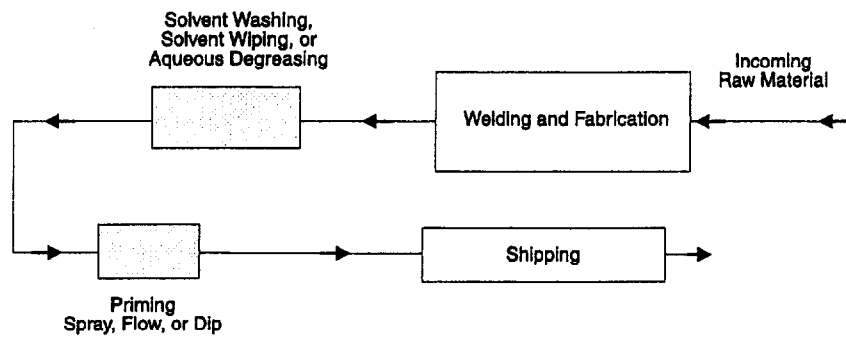 Solvent Washing,
Solvent Wiping, or
Aqueous Degreasing
Incoming
Raw Material
Welding and Fabrication
Shipping
Priming
Spray, Flow, or Dip